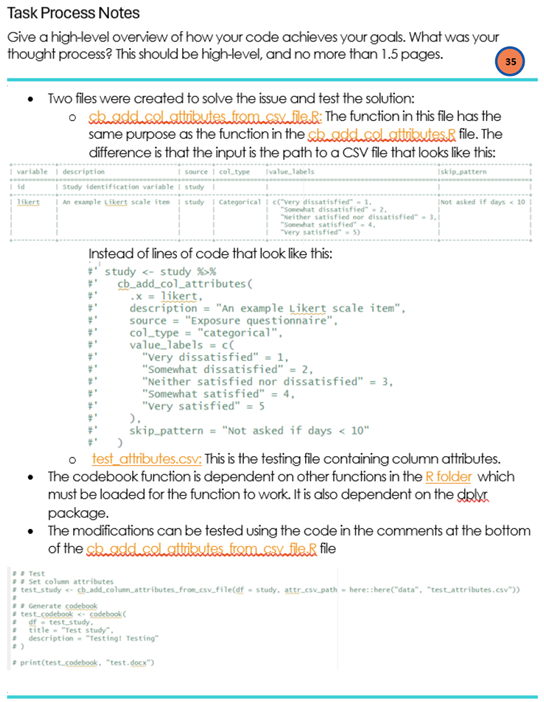 Task Process Notes
Give a high-level overview of how your code achieves your goals. What was your
thought process? This should be high-level, and no more than 1.5 pages.
35
• Two files were created to solve the issue and test the solution:
o cb_add_col_attributes_from_csv_file.R: The function in this file has the
same purpose as the function in the cb_add_col_attributes.R file. The
difference is that the input is the path to a CSV file that looks like this:
| variable | description | source | col_type |value_labels |skip_pattern
| id | Study identification variable | study | | |
| likert | An example Likert scale item | study | Categorical | c("Very dissatisfied" = 1, |Not asked if days < 10 |
"Somewhat dissatisfied" = 2,
"Neither satisfied nor dissatisfied" = 3,
"Somewhat satisfied" = 4,
"Very satisfied" = 5)
Instead of lines of code that look like this:
#' study <- study %>%
#' cb_add_col_attributes(
#' .x = likert,
#' description = "An example Likert scale item",
#' source = "Exposure questionnaire",
#' col_type = "categorical",
#' value_labels = c(
#' "Very dissatisfied" = 1,
#' "Somewhat dissatisfied" = 2,
#' "Neither satisfied nor dissatisfied" = 3,
#' "Somewhat satisfied" = 4,
#' "Very satisfied" = 5
#' ),
#' skip_pattern = "Not asked if days < 10"
#' )
o test_attributes.csv: This is the testing file containing column attributes.
• The codebook function is dependent on other functions in the R folder which
must be loaded for the function to work. It is also dependent on the dplyr
package.
• The modifications can be tested using the code in the comments at the bottom
of the cb_add_col_attributes_from_csv_file.R file
# # Test
# # Set column attributes
# test_study <- cb_add_column_attributes_from_csv_file(df = study, attr_csv_path = here::here("data", "test_attributes.csv"))
#
# # Generate codebook
# test_codebook <- codebook(
# df = test_study,
# title = "Test study",
# description = "Testing! Testing"
# )
# print(test_codebook, "test.docx")